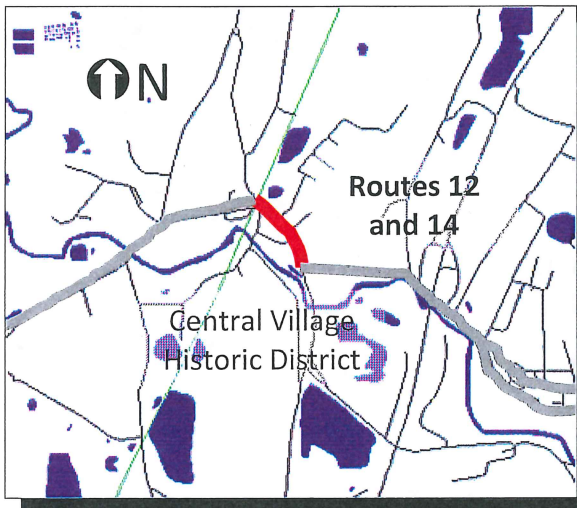 N
Routes 12
and 14
Central Village
Historic District